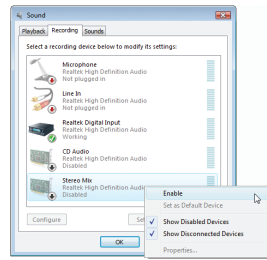 Sound
Playback Recording Sounds
Select a recording device below to modify its settings:
Microphone
Realtek High Definition Audio
Not plugged in
Line In
Realtek High Definition Audio
Not plugged in
Realtek Digital Input
Realtek High Definition Audio
Working
CD Audio
Realtek High Definition Audio
Disabled
Stereo Mix
Realtek High Definition Audio
Disabled
Enable
Set as Default Device
Show Disabled Devices
Show Disconnected Devices
Properties...
Configure Set
OK